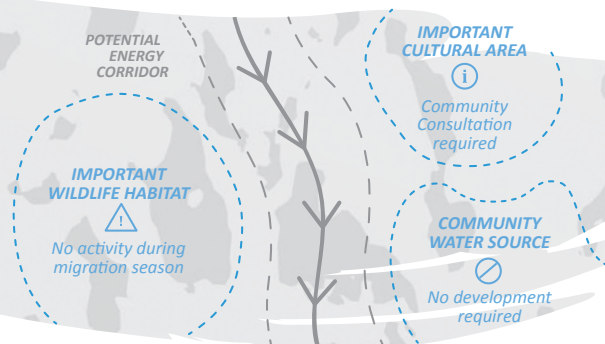 POTENTIAL
ENERGY
CORRIDOR
IMPORTANT
CULTURAL AREA
i
Community
Consultation
required
IMPORTANT
WILDLIFE HABITAT
!
No activity during
migration season
COMMUNITY
WATER SOURCE
No development
required